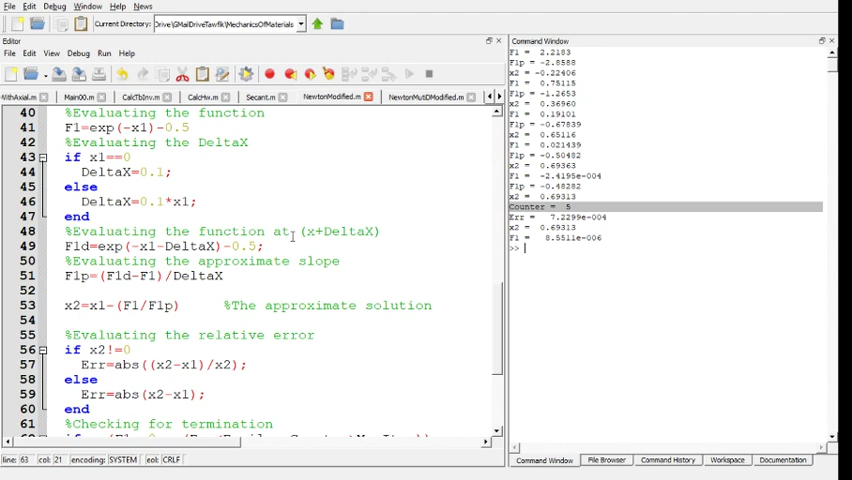 File Edit Debug Window Help News
Current Directory: Drive\GMailDriveTawfik\MechanicsOfMaterials
Editor
File Edit View Debug Run Help
WithAxial.m Main00.m CalcTbInv.m CalcHw.m Secant.m NewtonModified.m NewtonMutDModified.m
40 %Evaluating the function
41 F1=exp(-x1)-0.5
42 %Evaluating the DeltaX
43 if x1==0
44 DeltaX=0.1;
45 else
46 DeltaX=0.1*x1;
47 end
48 %Evaluating the function at (x+DeltaX)
49 F1d=exp(-x1-DeltaX)-0.5;
50 %Evaluating the approximate slope
51 F1p=(F1d-F1)/DeltaX
52
53 x2=x1-(F1/F1p) %The approximate solution
54
55 %Evaluating the relative error
56 if x2!=0
57 Err=abs((x2-x1)/x2);
58 else
59 Err=abs(x2-x1);
60 end
61 %Checking for termination
line: 63 col: 21 encoding: SYSTEM eol: CRLF
Command Window
F1 = 2.2183
F1p = -2.8588
x2 = -0.22406
F1 = 0.75115
F1p = -1.2653
x2 = 0.36960
F1 = 0.19101
F1p = -0.67839
x2 = 0.65116
F1 = 0.021439
F1p = -0.50482
x2 = 0.69363
F1 = -2.4195e-004
F1p = -0.48282
x2 = 0.69313
Counter = 5
Err = 7.2299e-004
x2 = 0.69313
F1 = 8.5511e-006
>>
Command Window File Browser Command History Workspace Documentation